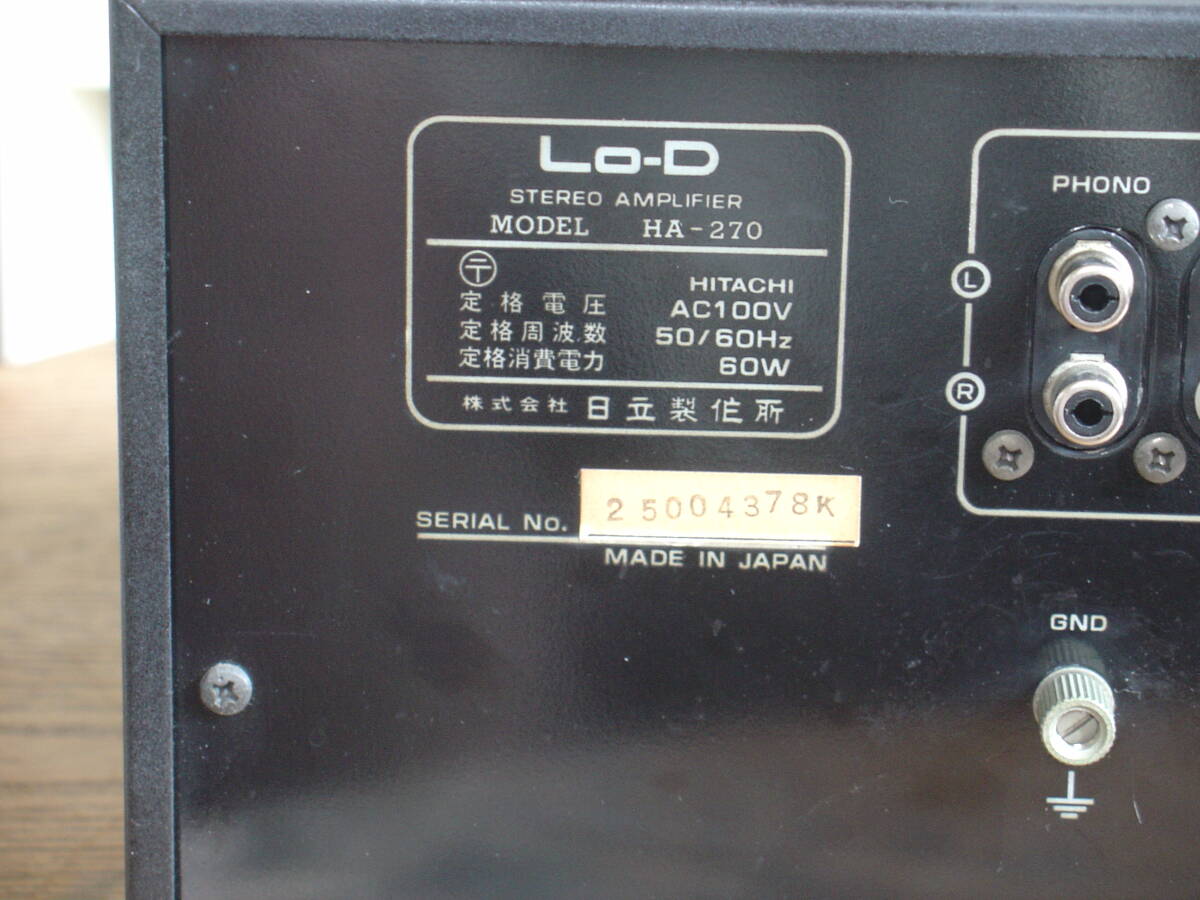 Lo-D
STEREO AMPLIFIER
MODEL HA-270
〒
HITACHI
定格電圧 AC100V
定格周波数 50/60Hz
定格消費電力 60W
株式会社 日立製作所
SERIAL No. 25004378K
MADE IN JAPAN
PHONO
L
R
GND